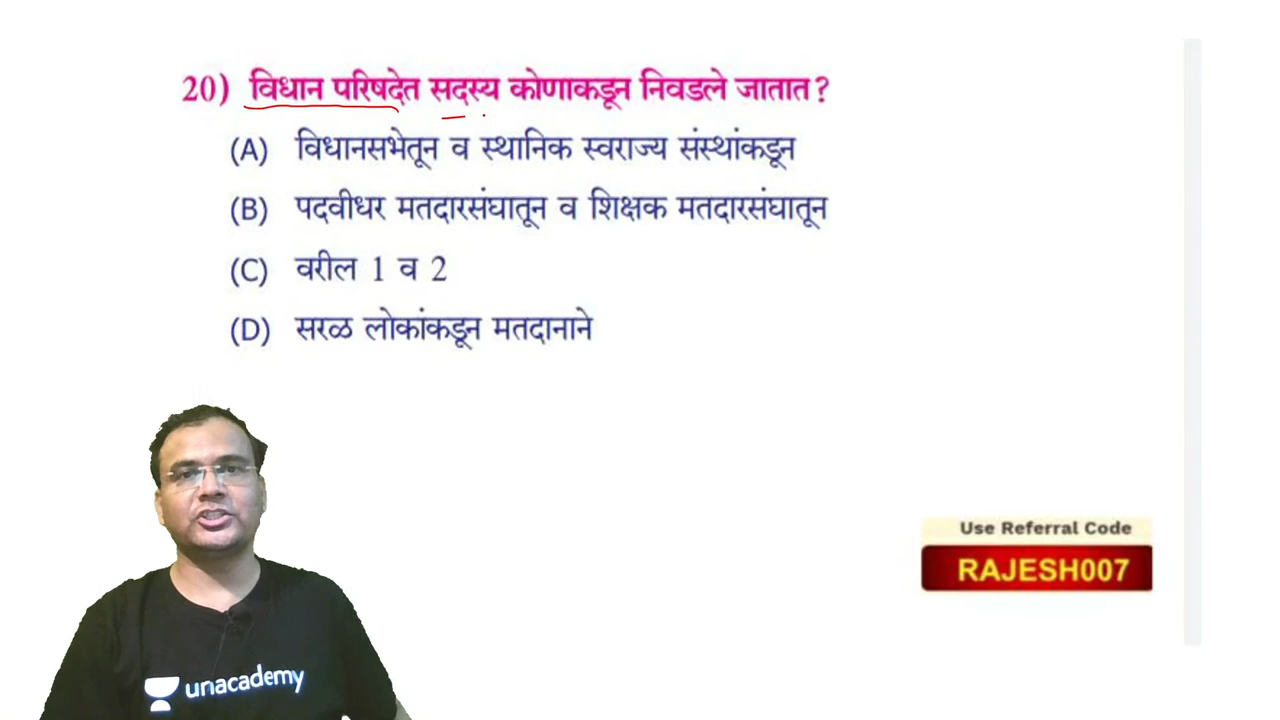 20) विधान परिषदेत सदस्य कोणाकडून निवडले जातात?
(A) विधानसभेतून व स्थानिक स्वराज्य संस्थांकडून
(B) पदवीधर मतदारसंघातून व शिक्षक मतदारसंघातून
(C) वरील 1 व 2
(D) सरळ लोकांकडून मतदानाने
Use Referral Code
RAJESH007
unacademy